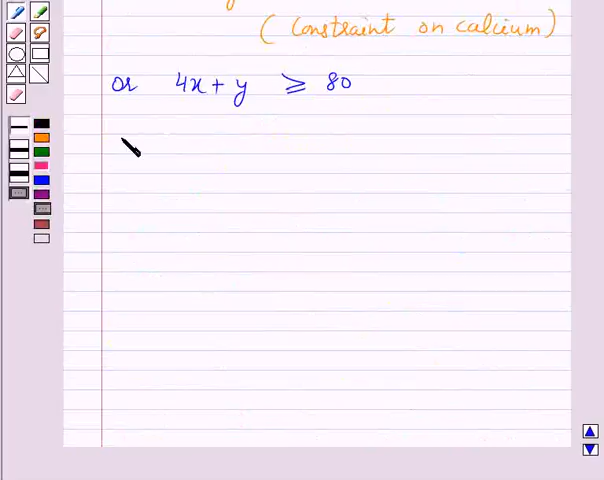 ( Constraint on calcium )
or 4x + y ⩾ 80